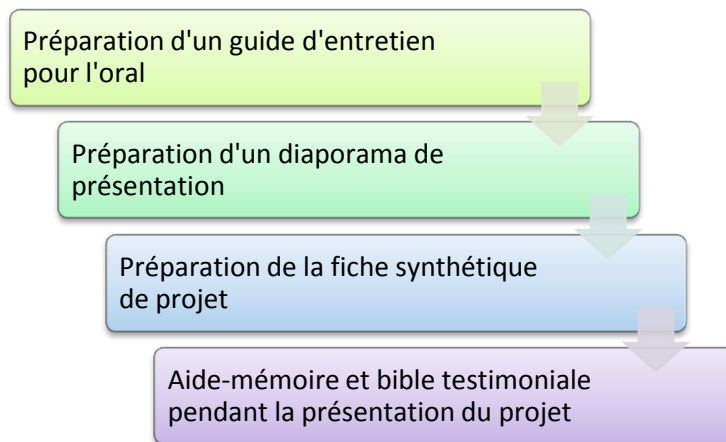 Préparation d'un guide d'entretien
pour l'oral
Préparation d'un diaporama de
présentation
Préparation de la fiche synthétique
de projet
Aide-mémoire et bible testimoniale
pendant la présentation du projet